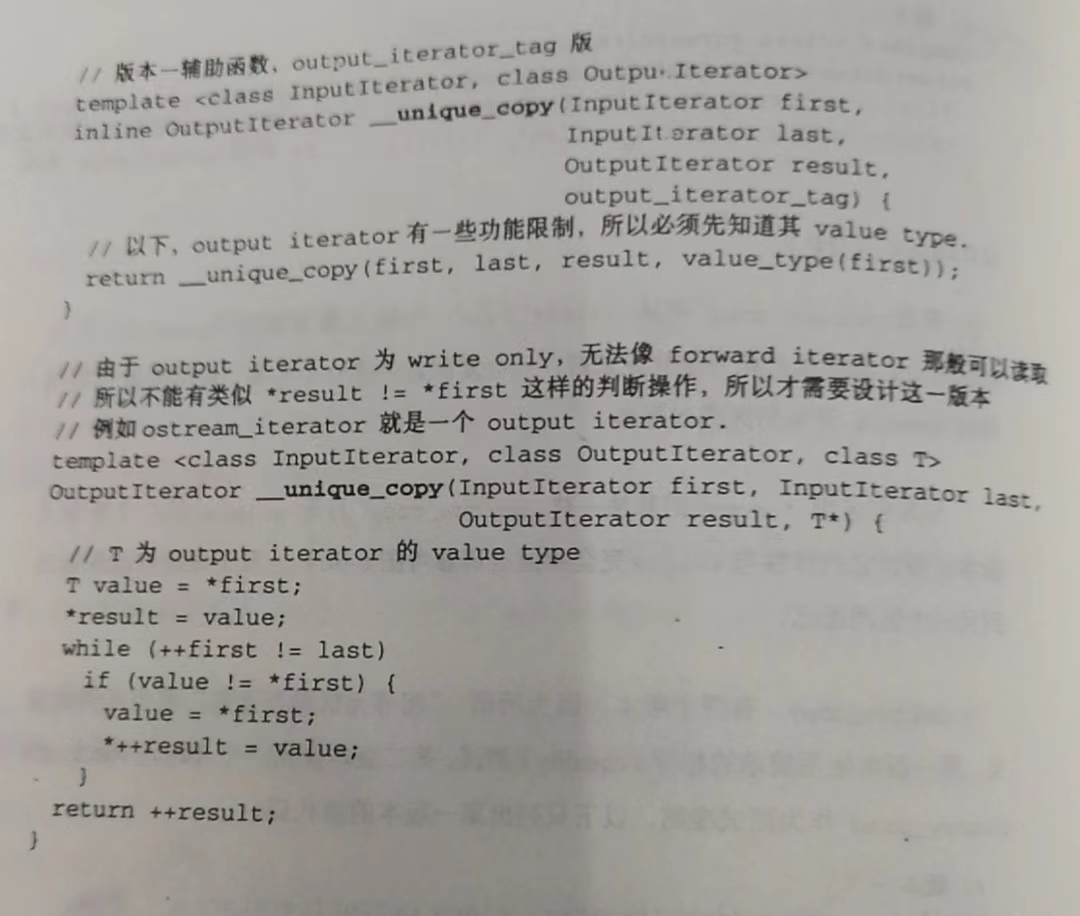 // 版本一辅助函数，output_iterator_tag 版
template <class InputIterator, class Outpu.Iterator>
inline OutputIterator __unique_copy(InputIterator first,
InputIterator last,
OutputIterator result,
output_iterator_tag) {
// 以下，output iterator 有一些功能限制，所以必须先知道其 value type.
return __unique_copy(first, last, result, value_type(first));
}
// 由于 output iterator 为 write only，无法像 forward iterator 那般可以读取
// 所以不能有类似 *result != *first 这样的判断操作，所以才需要设计这一版本
// 例如 ostream_iterator 就是一个 output iterator.
template <class InputIterator, class OutputIterator, class T>
OutputIterator __unique_copy(InputIterator first, InputIterator last,
OutputIterator result, T*) {
// T 为 output iterator 的 value type
T value = *first;
*result = value;
while (++first != last)
if (value != *first) {
value = *first;
*++result = value;
}
return ++result;
}